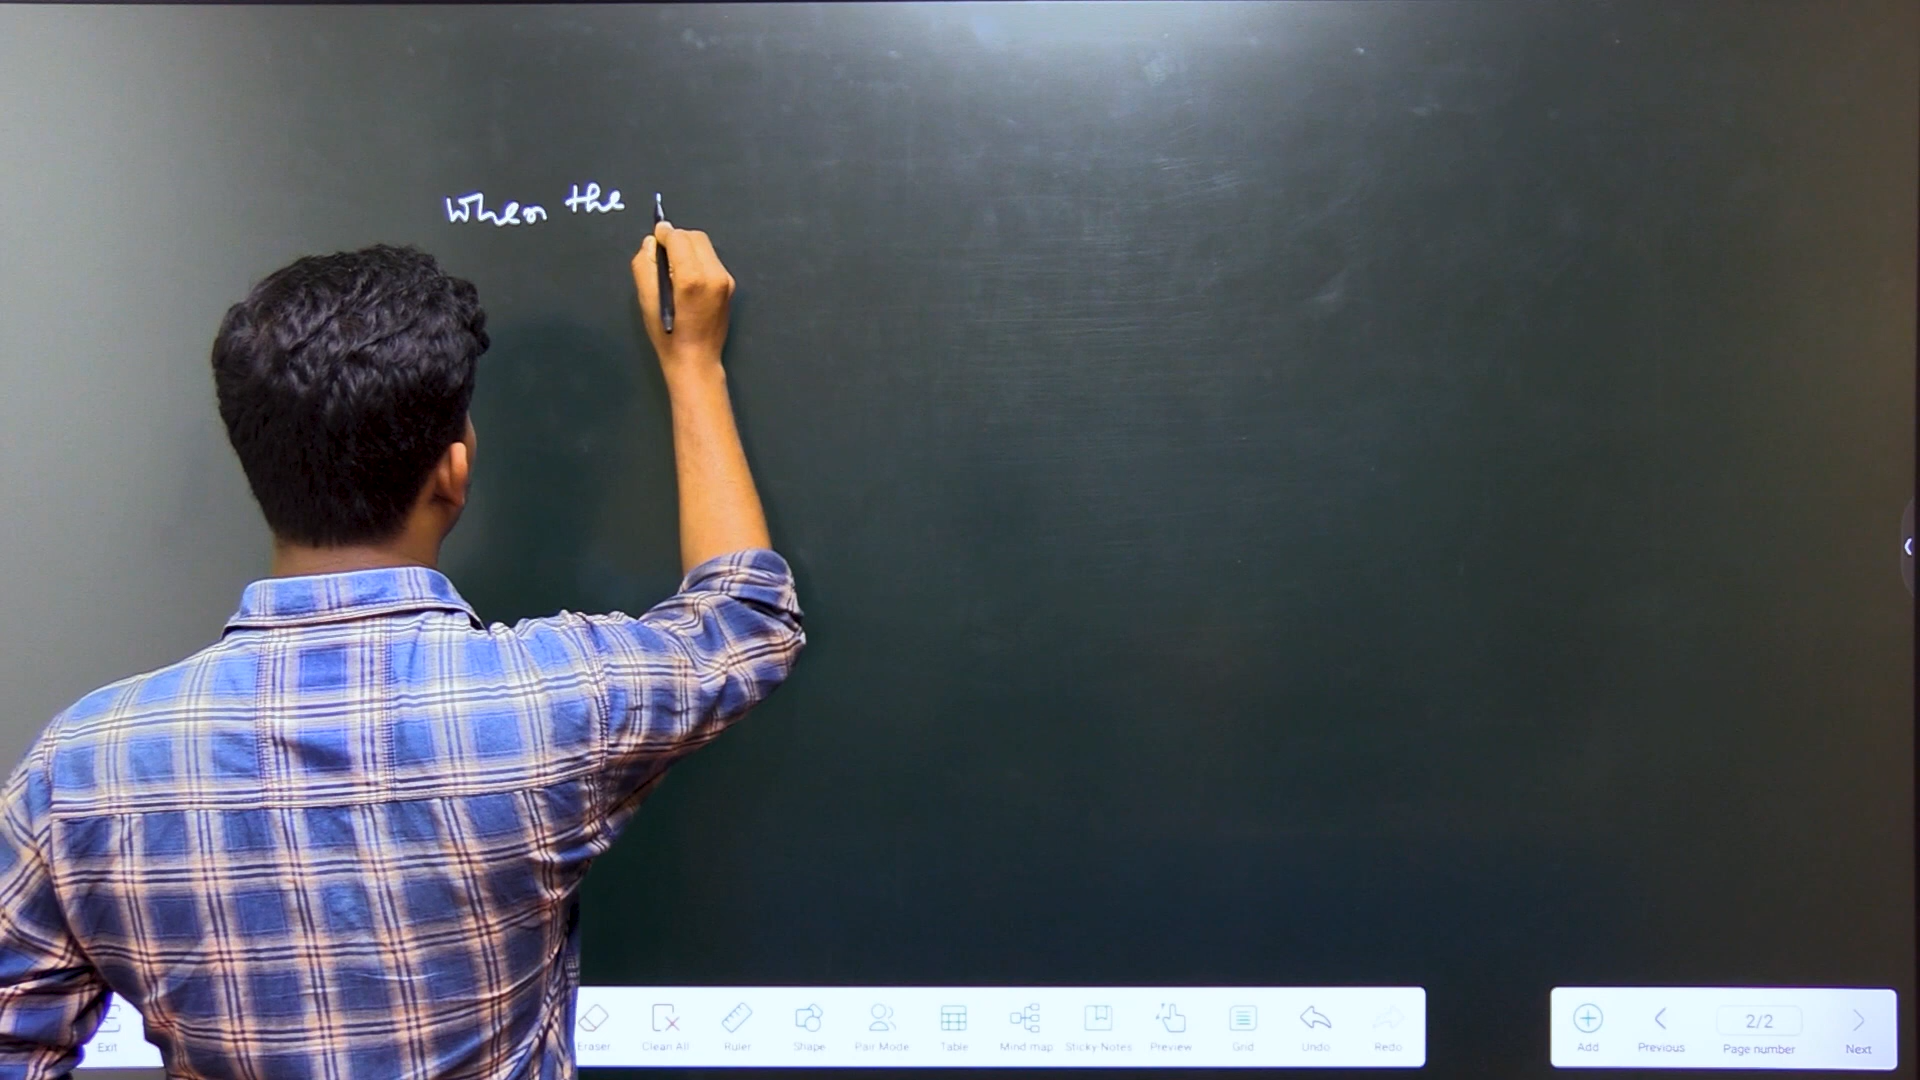 When the
Exit
Eraser
Clean All
Ruler
Shape
Pair Mode
Table
Mind map
Sticky Notes
Preview
Grid
Undo
Redo
Add
Previous
2/2
Page number
Next